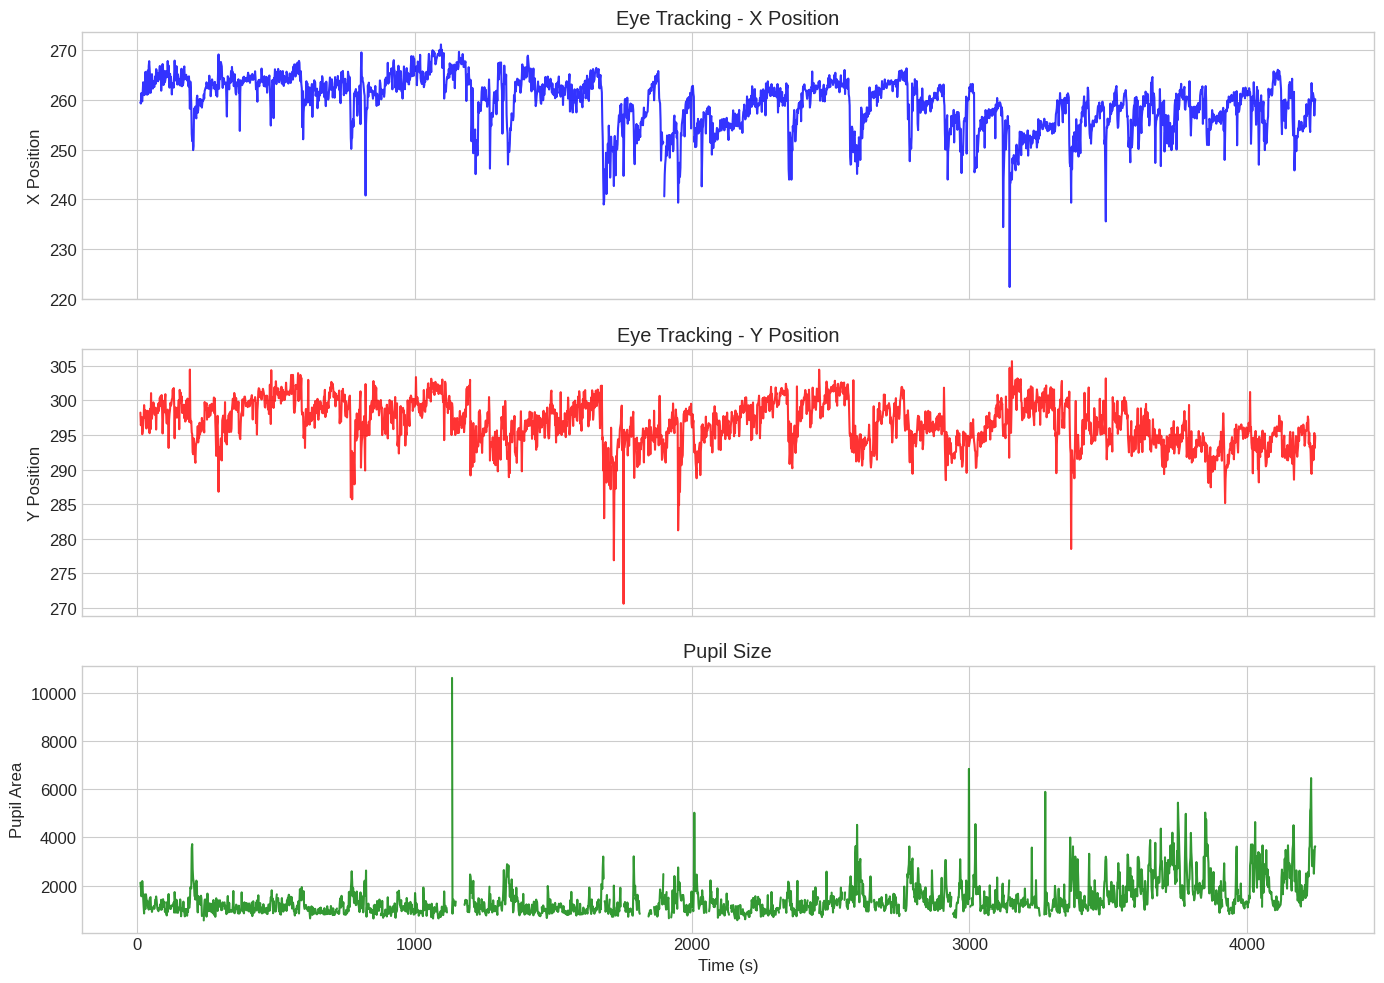 Eye Tracking - X Position
270
260
250
240
230
220
X Position
Eye Tracking - Y Position
305
300
295
290
285
280
275
270
Y Position
Pupil Size
10000
8000
6000
4000
2000
Pupil Area
0 1000 2000 3000 4000
Time (s)